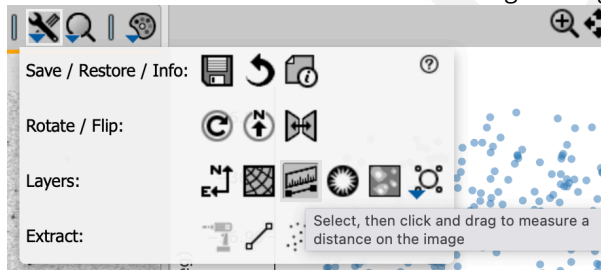 Save / Restore / Info:
?
Rotate / Flip:
C N
Layers:
N
E
Select, then click and drag to measure a
distance on the image
Extract: